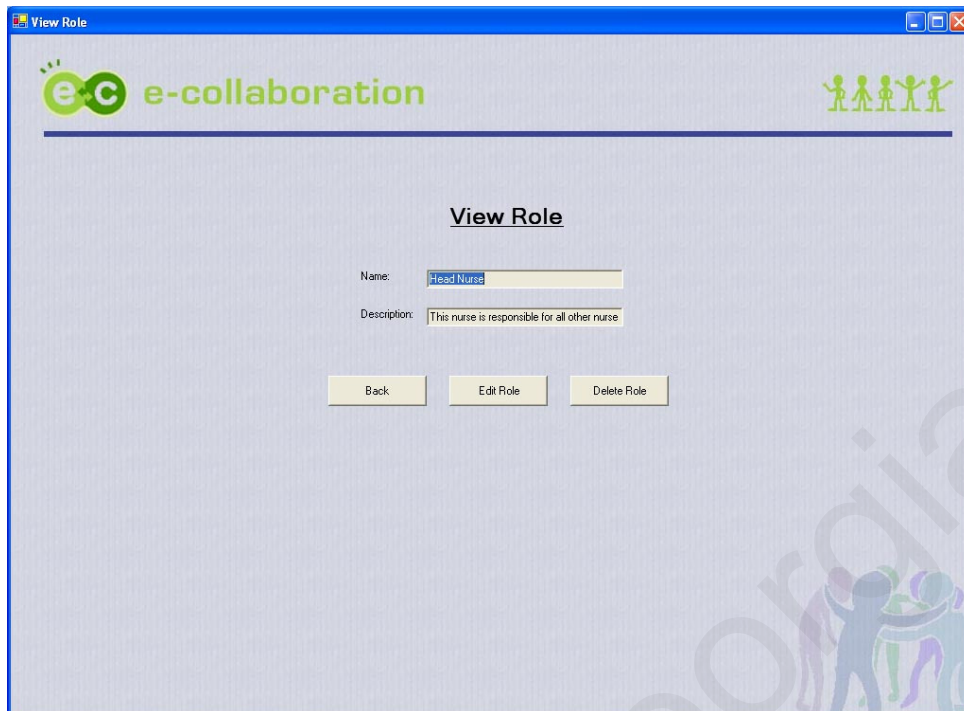 View Role
ec e-collaboration
View Role
Name: Head Nurse
Description: This nurse is responsible for all other nurse
Back Edit Role Delete Role